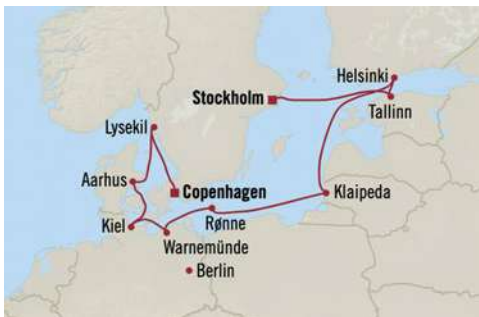 Helsinki
Stockholm
Tallinn
Lysekil
Aarhus
Copenhagen
Klaipeda
Kiel
Rønne
Warnemünde
Berlin